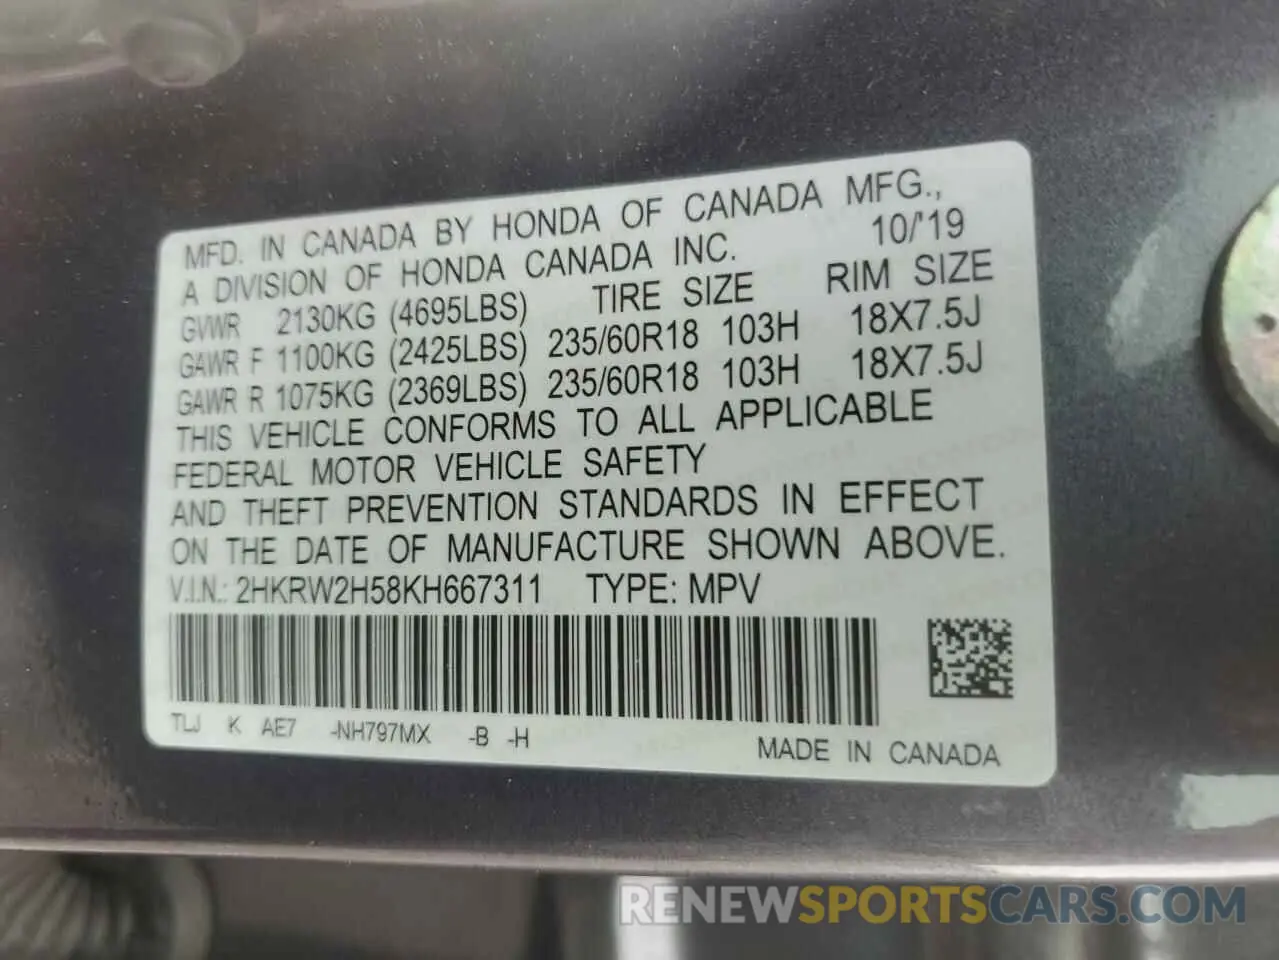 MFD. IN CANADA BY HONDA OF CANADA MFG.,
A DIVISION OF HONDA CANADA INC. 10/'19
GVWR 2130KG (4695LBS) TIRE SIZE RIM SIZE
GAWR F 1100KG (2425LBS) 235/60R18 103H 18X7.5J
GAWR R 1075KG (2369LBS) 235/60R18 103H 18X7.5J
THIS VEHICLE CONFORMS TO ALL APPLICABLE
FEDERAL MOTOR VEHICLE SAFETY
AND THEFT PREVENTION STANDARDS IN EFFECT
ON THE DATE OF MANUFACTURE SHOWN ABOVE.
V.I.N.: 2HKRW2H58KH667311 TYPE: MPV
TLJ K AE7 -NH797MX -B -H
MADE IN CANADA
RENEWSPORTSCARS.COM